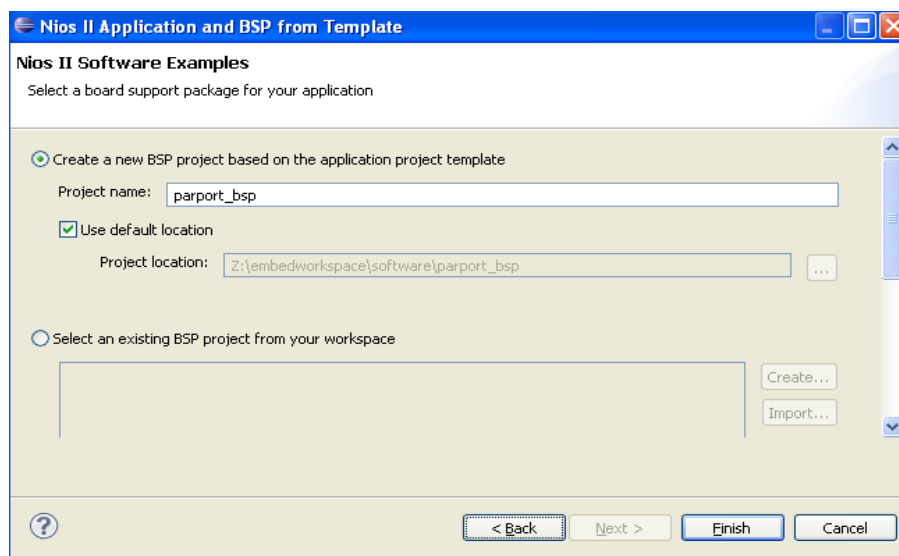 Nios II Application and BSP from Template
Nios II Software Examples
Select a board support package for your application
Create a new BSP project based on the application project template
Project name: parport_bsp
Use default location
Project location: Z:\embedworkspace\software\parport_bsp ...
Select an existing BSP project from your workspace
Create...
Import...
? < Back Next > Finish Cancel